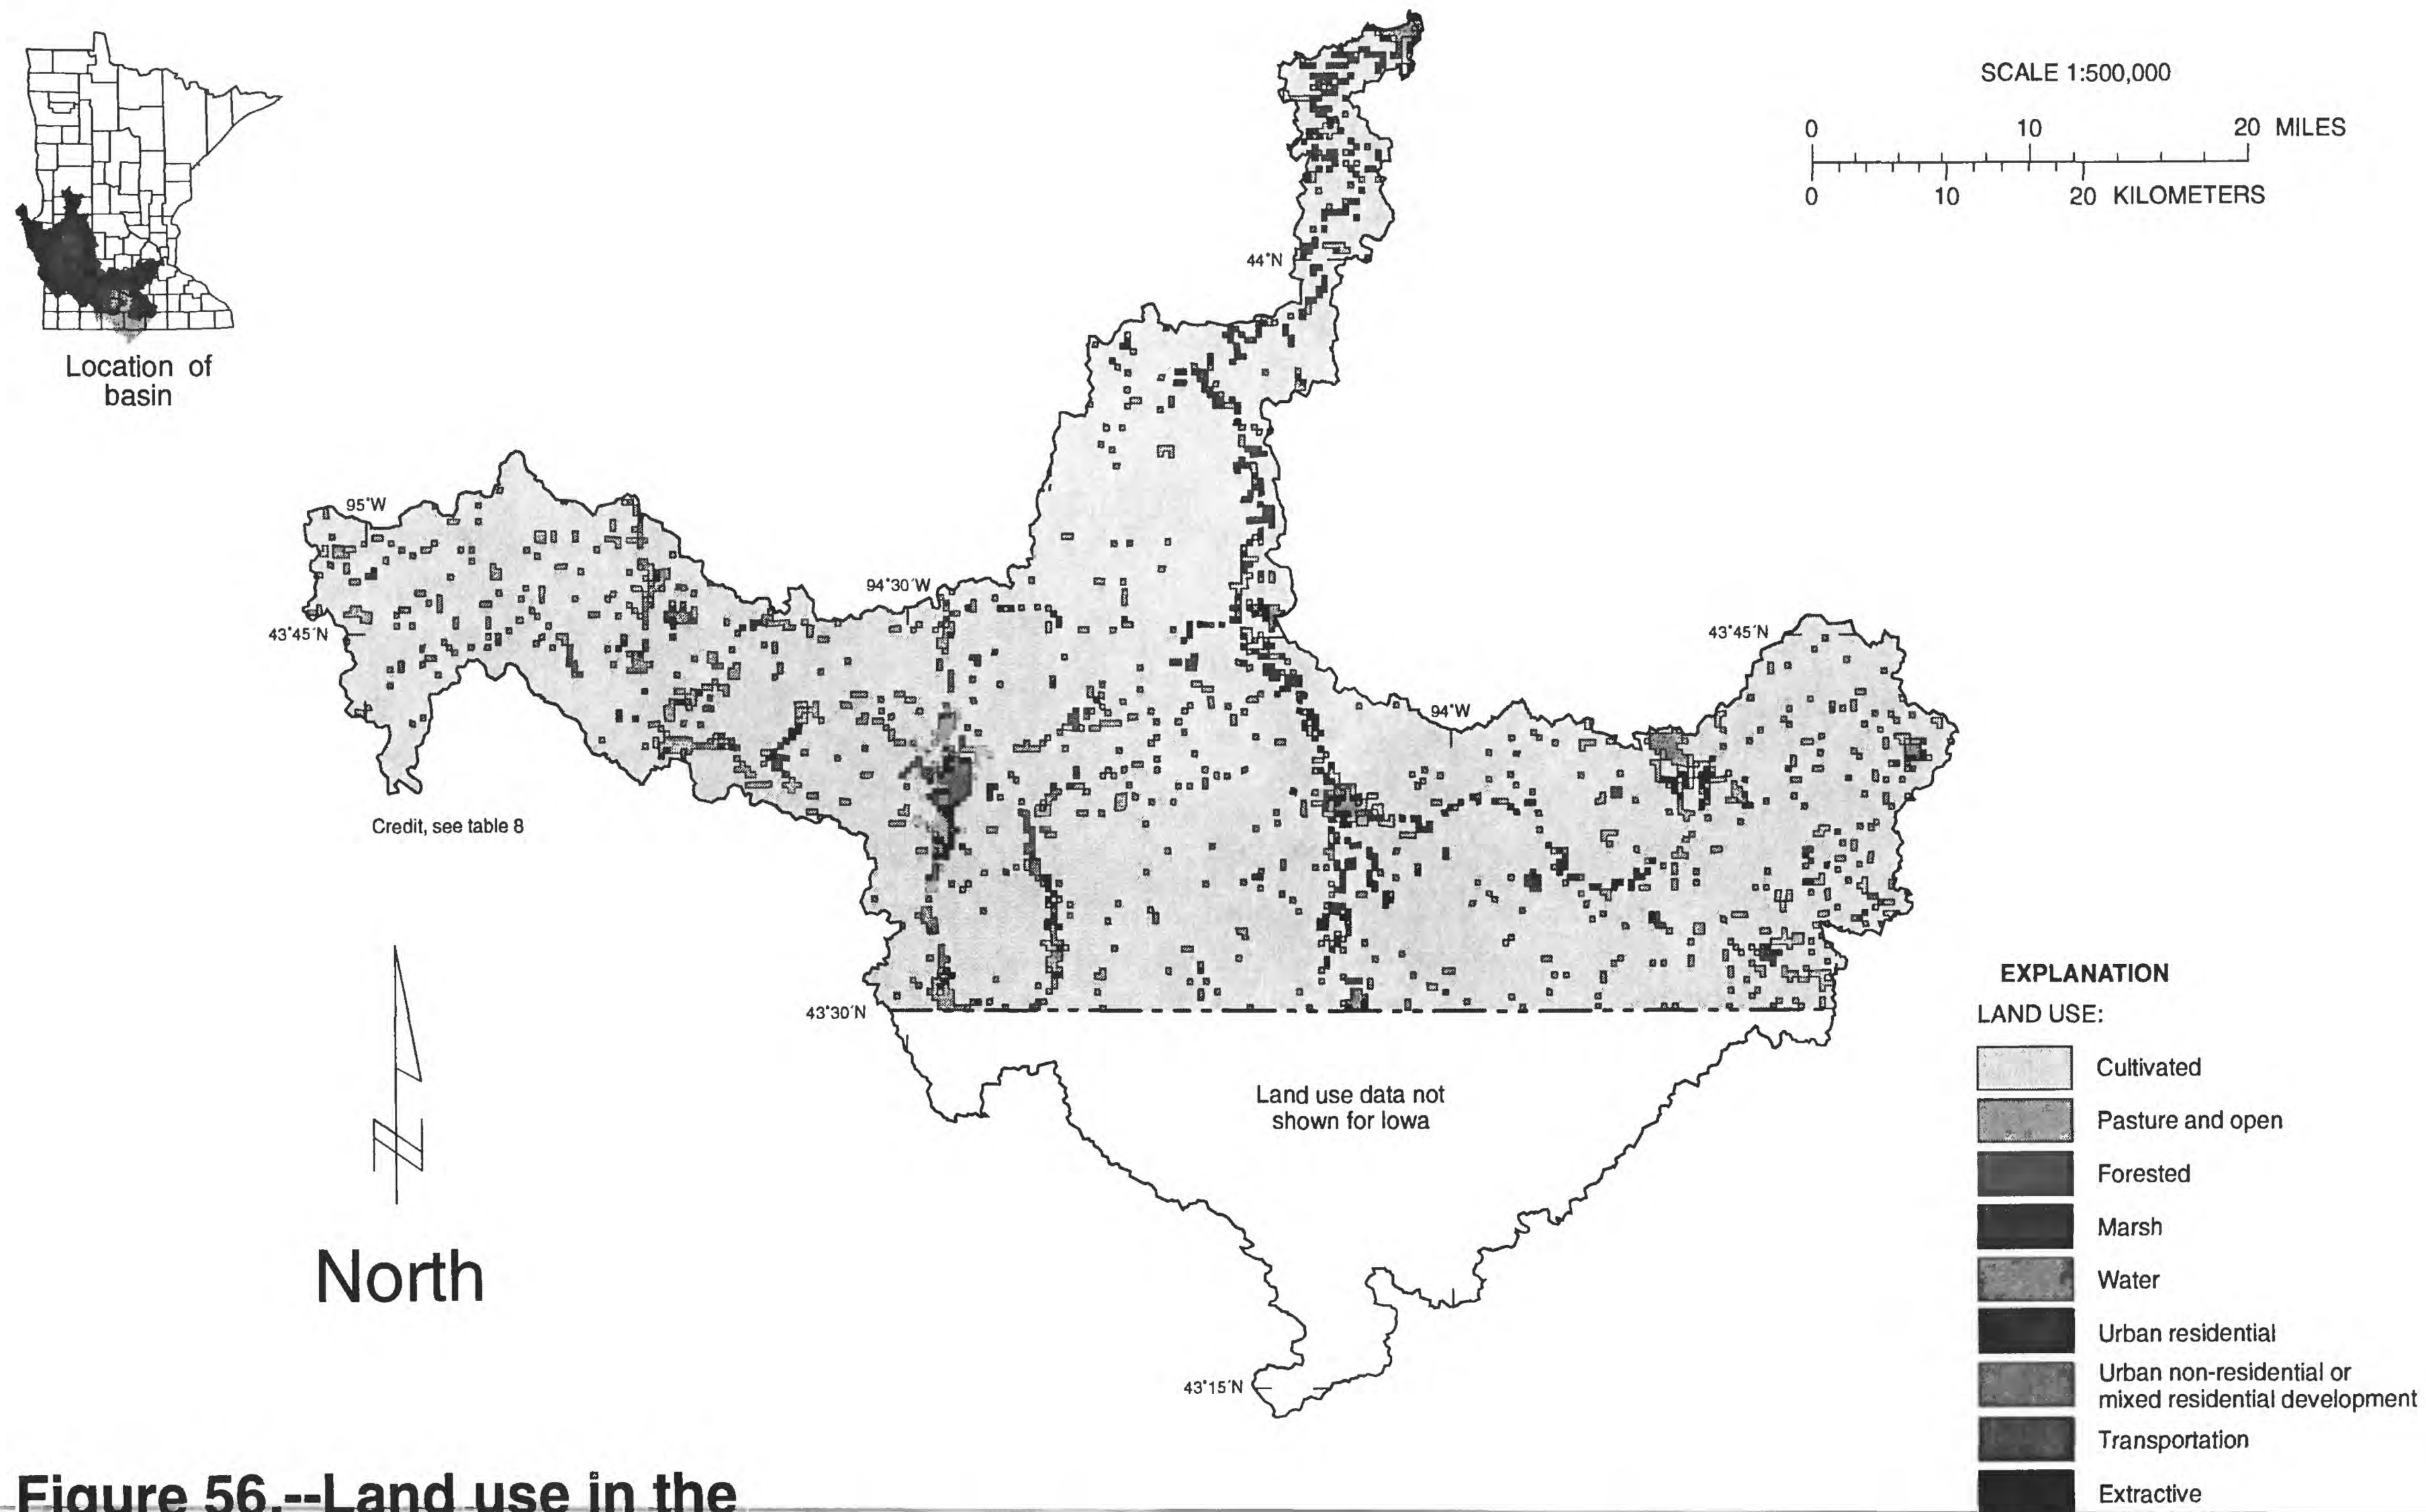 SCALE 1:500,000
0 10 20 MILES
0 10 20 KILOMETERS
Location of
basin
44°N
95°W
94°30′W
43°45′N
43°45′N
94°W
Credit, see table 8
43°30′N
Land use data not
shown for Iowa
43°15′N
North
EXPLANATION
LAND USE:
Cultivated
Pasture and open
Forested
Marsh
Water
Urban residential
Urban non-residential or
mixed residential development
Transportation
Extractive
Figure 56.--Land use in the